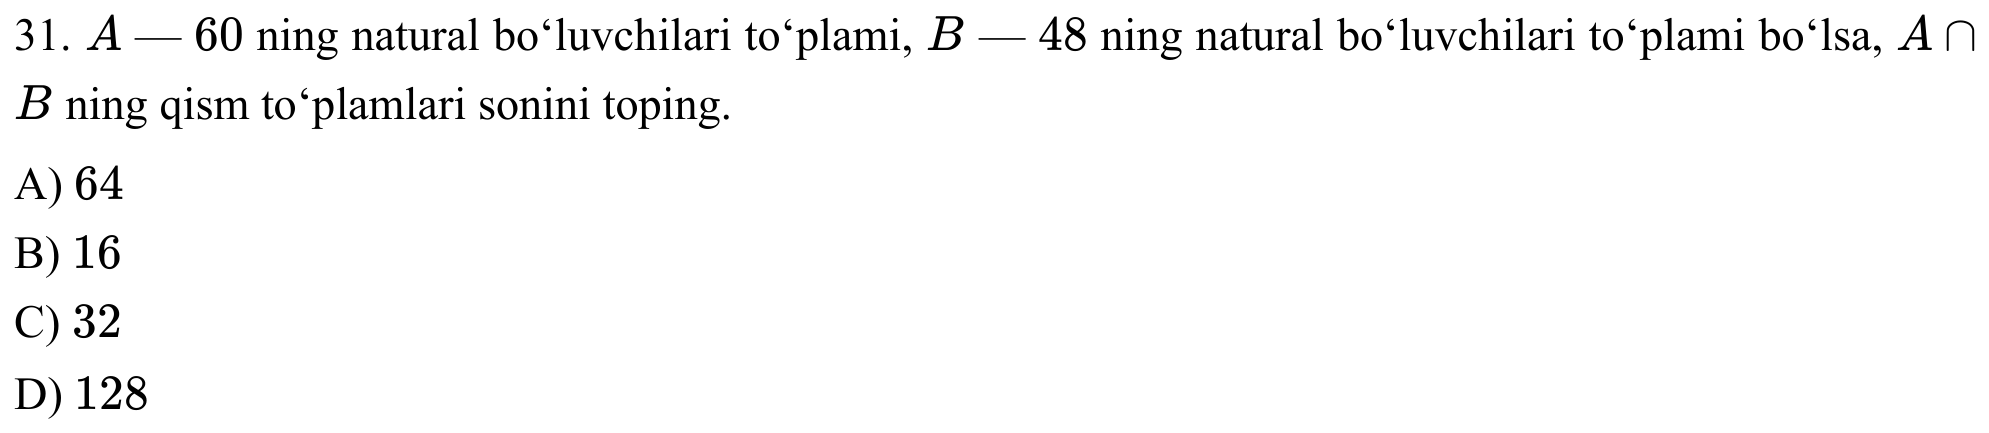 31. A — 60 ning natural bo‘luvchilari to‘plami, B — 48 ning natural bo‘luvchilari to‘plami bo‘lsa, A ∩
B ning qism to‘plamlari sonini toping.
A) 64
B) 16
C) 32
D) 128